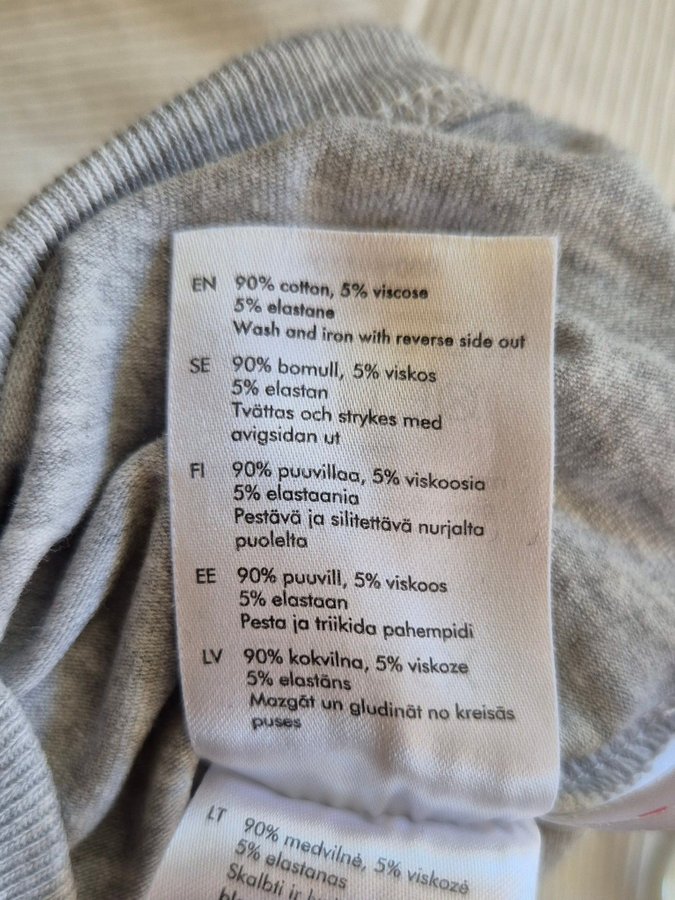 EN 90% cotton, 5% viscose
5% elastane
Wash and iron with reverse side out
SE 90% bomull, 5% viskos
5% elastan
Tvättas och strykes med
avigsidan ut
FI 90% puuvillaa, 5% viskoosia
5% elastaania
Pestävä ja silitettävä nurjalta
puolelta
EE 90% puuvill, 5% viskoos
5% elastaan
Pesta ja triikida pahempidi
LV 90% kokvilna, 5% viskoze
5% elastāns
Mazgāt un gludināt no kreisās
puses
LT 90% medvilnė, 5% viskozė
5% elastanas
Skalbti ir